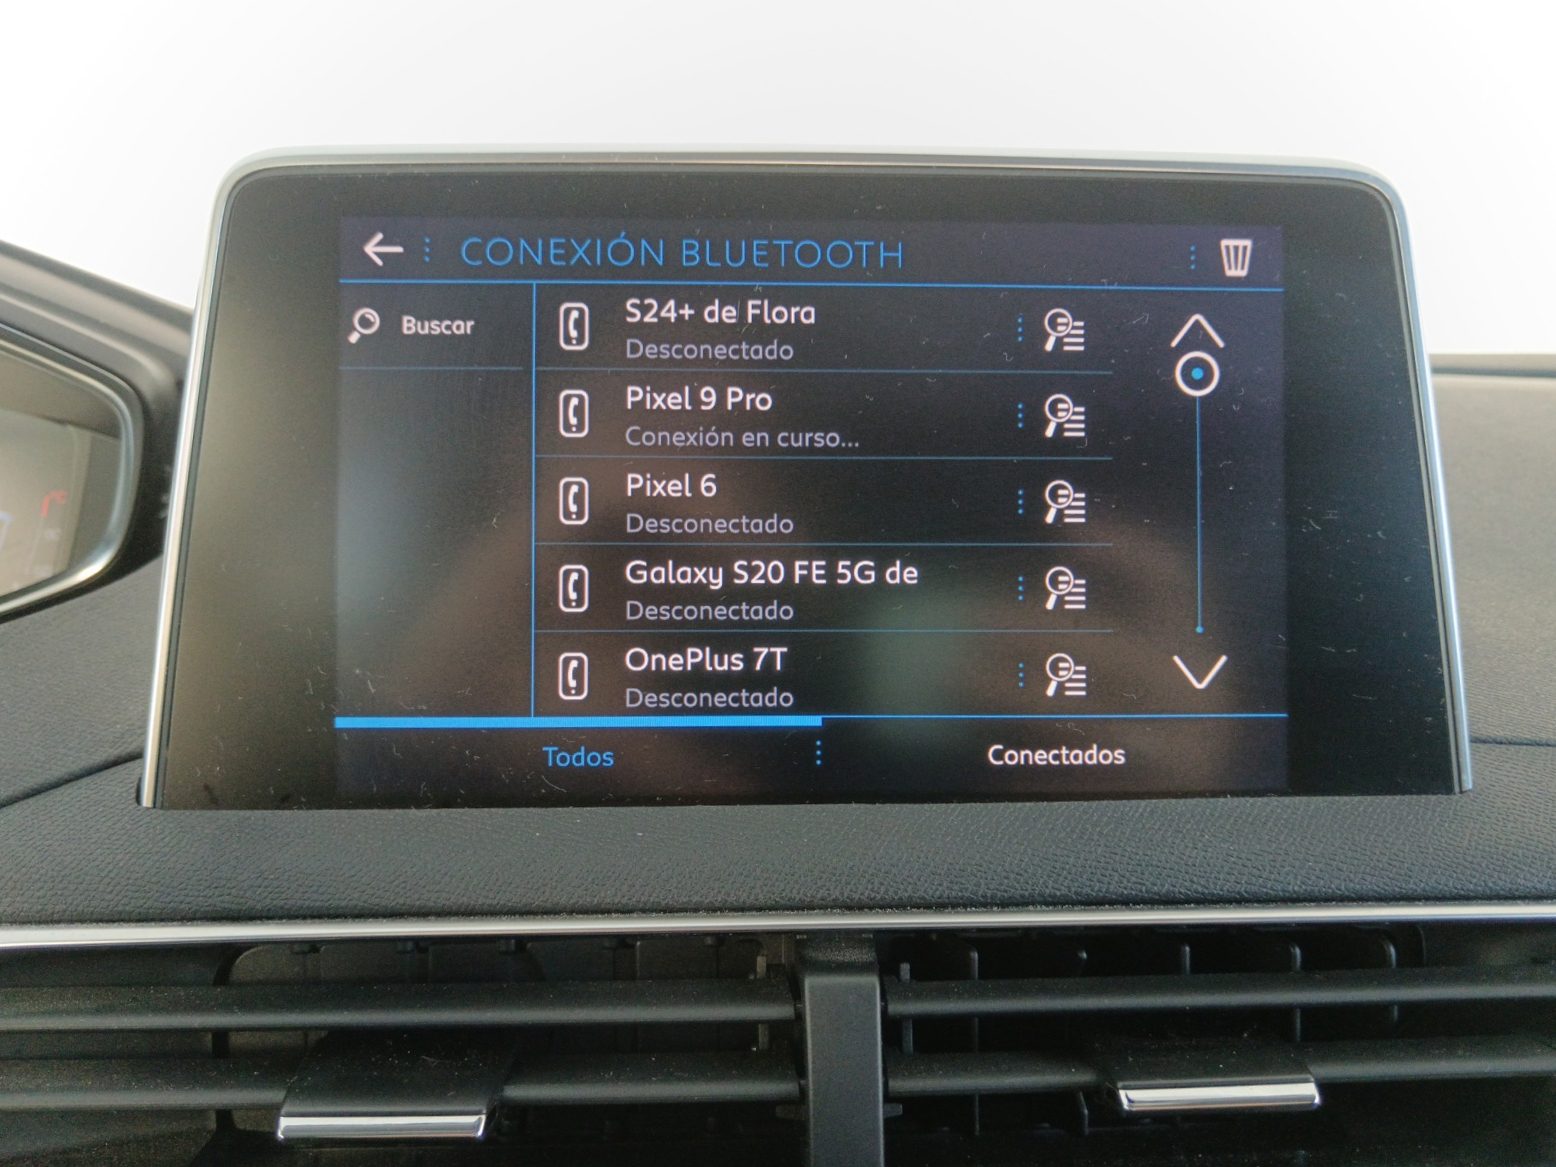 CONEXIÓN BLUETOOTH
Buscar
S24+ de Flora
Desconectado
Pixel 9 Pro
Conexión en curso...
Pixel 6
Desconectado
Galaxy S20 FE 5G de
Desconectado
OnePlus 7T
Desconectado
Todos
Conectados